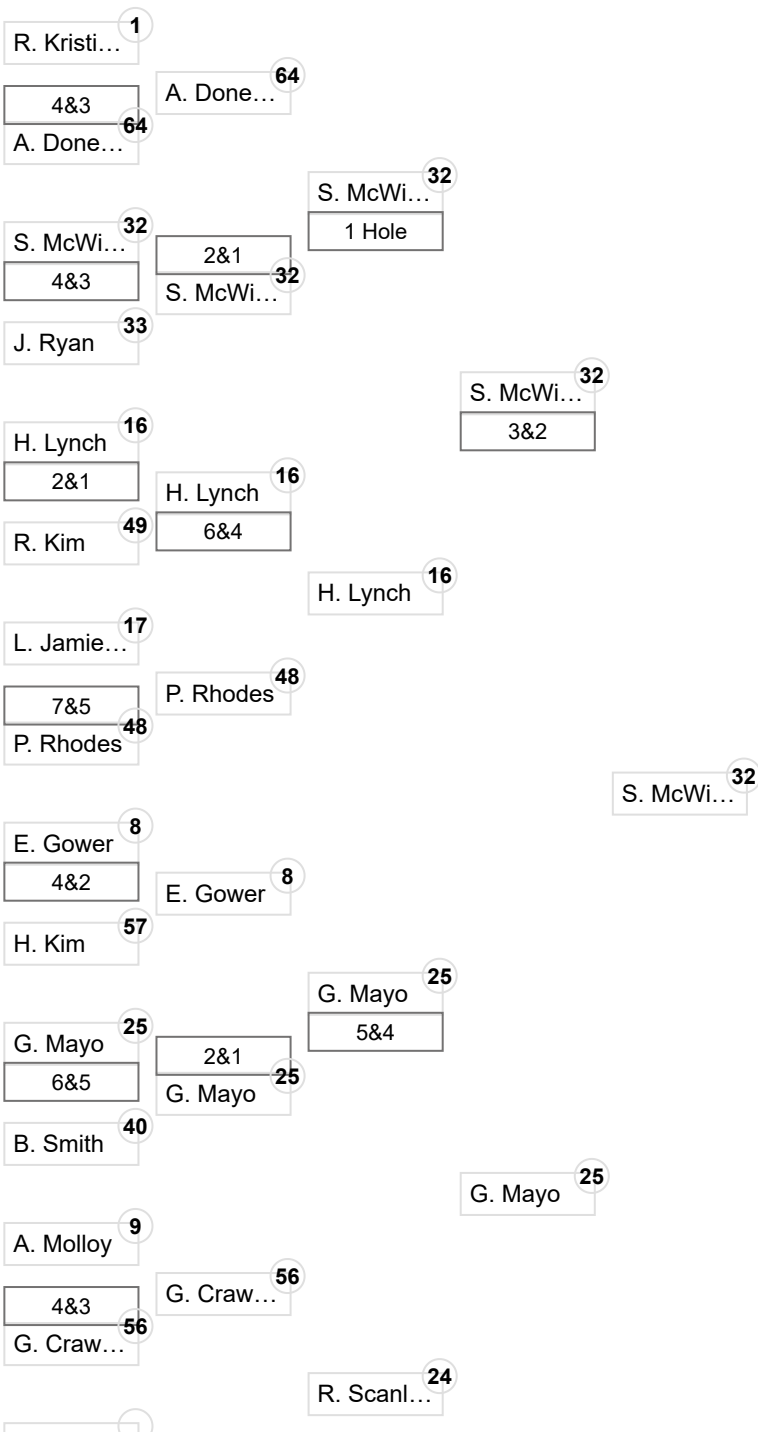 R. Kristi… 1
4&3
A. Done… 64
A. Done… 64
S. McWi… 32
1 Hole
S. McWi… 32
4&3
2&1
S. McWi… 32
J. Ryan 33
S. McWi… 32
3&2
H. Lynch 16
2&1
H. Lynch 16
6&4
R. Kim 49
H. Lynch 16
L. Jamie… 17
7&5
P. Rhodes 48
P. Rhodes 48
S. McWi… 32
E. Gower 8
4&2
E. Gower 8
H. Kim 57
G. Mayo 25
5&4
G. Mayo 25
6&5
2&1
G. Mayo 25
B. Smith 40
G. Mayo 25
A. Molloy 9
4&3
G. Craw… 56
G. Craw… 56
R. Scanl… 24